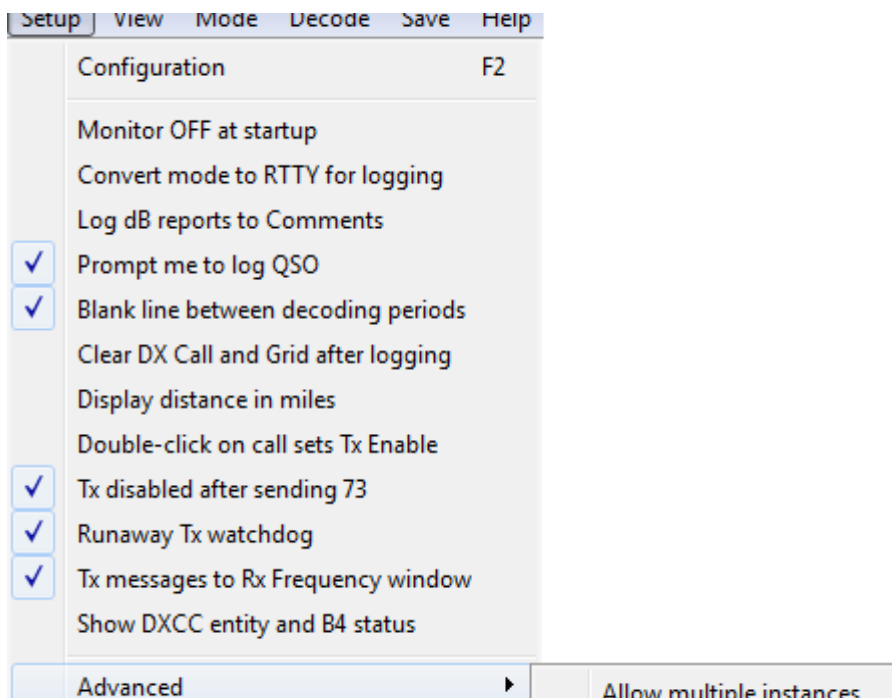 Setup View Mode Decode Save Help
Configuration F2
Monitor OFF at startup
Convert mode to RTTY for logging
Log dB reports to Comments
Prompt me to log QSO
Blank line between decoding periods
Clear DX Call and Grid after logging
Display distance in miles
Double-click on call sets Tx Enable
Tx disabled after sending 73
Runaway Tx watchdog
Tx messages to Rx Frequency window
Show DXCC entity and B4 status
Advanced
Allow multiple instances